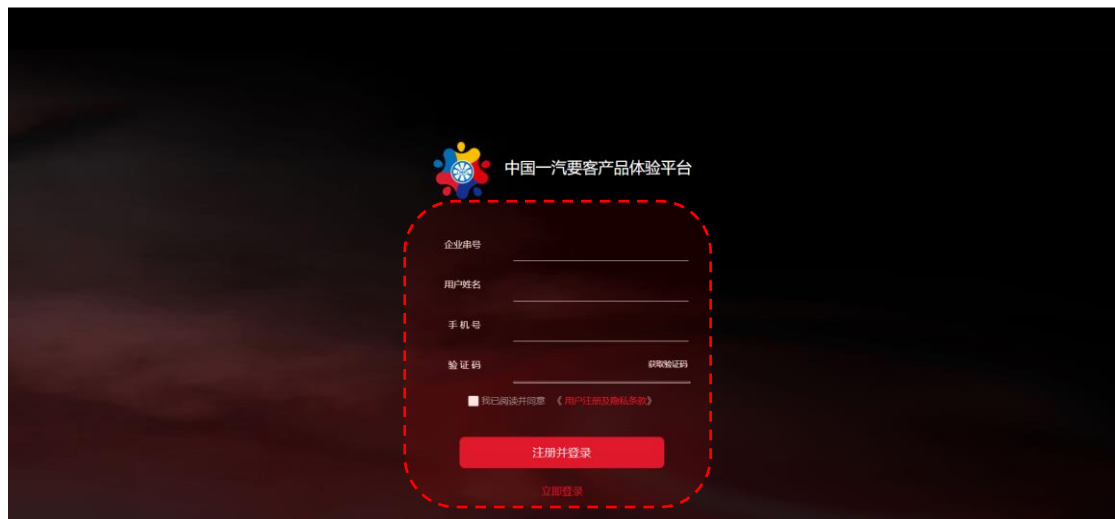 中国一汽要客产品体验平台
企业串号
用户姓名
手机号
验证码 获取验证码
我已阅读并同意 《用户注册及隐私条款》
注册并登录
立即登录